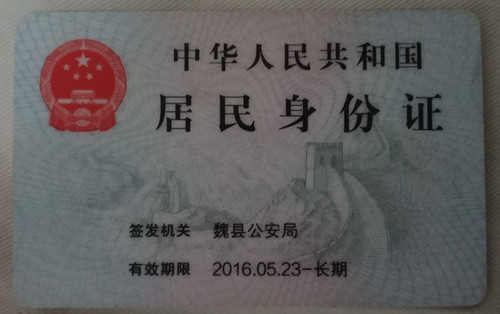 中华人民共和国
居民身份证
签发机关 魏县公安局
有效期限 2016.05.23-长期